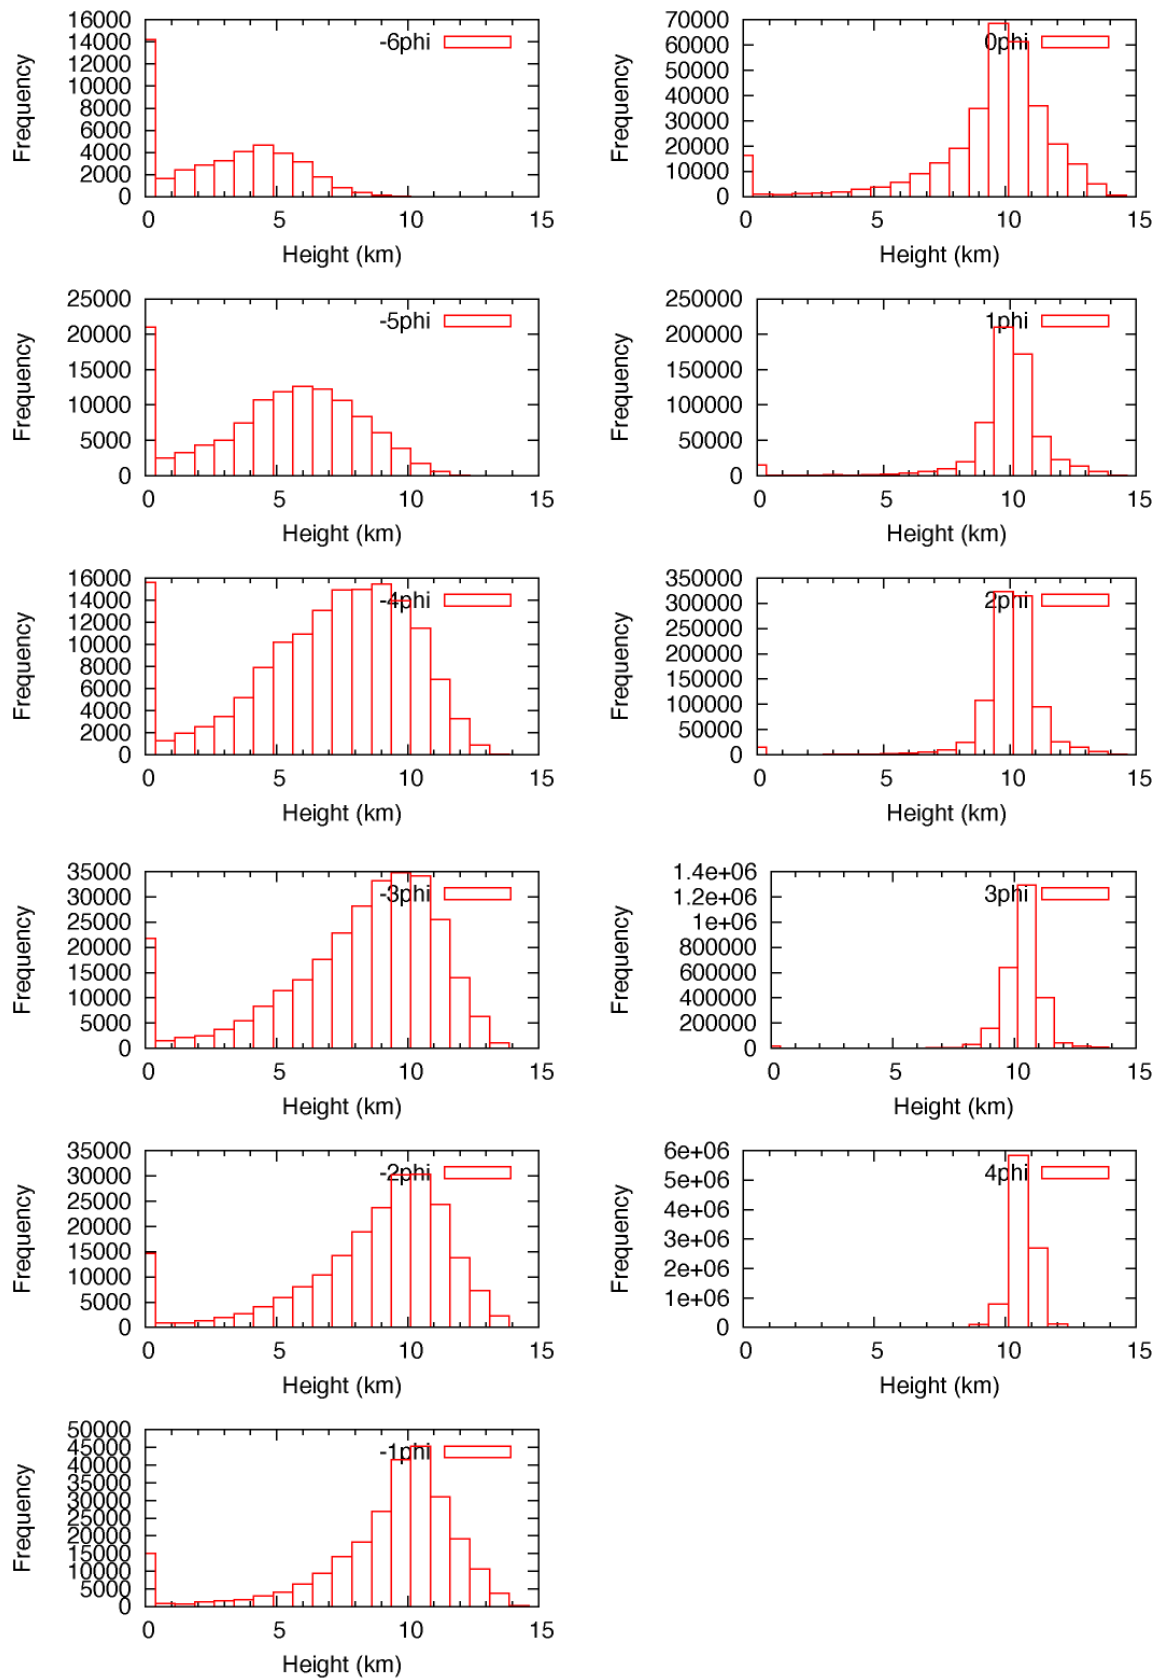 -6phi
Frequency
16000
14000
12000
10000
8000
6000
4000
2000
0
0 5 10 15
Height (km)
0phi
Frequency
70000
60000
50000
40000
30000
20000
10000
0
0 5 10 15
Height (km)
-5phi
Frequency
25000
20000
15000
10000
5000
0
0 5 10 15
Height (km)
1phi
Frequency
250000
200000
150000
100000
50000
0
0 5 10 15
Height (km)
-4phi
Frequency
16000
14000
12000
10000
8000
6000
4000
2000
0
0 5 10 15
Height (km)
2phi
Frequency
350000
300000
250000
200000
150000
100000
50000
0
0 5 10 15
Height (km)
-3phi
Frequency
35000
30000
25000
20000
15000
10000
5000
0
0 5 10 15
Height (km)
3phi
Frequency
1.4e+06
1.2e+06
1e+06
800000
600000
400000
200000
0
0 5 10 15
Height (km)
-2phi
Frequency
35000
30000
25000
20000
15000
10000
5000
0
0 5 10 15
Height (km)
4phi
Frequency
6e+06
5e+06
4e+06
3e+06
2e+06
1e+06
0
0 5 10 15
Height (km)
-1phi
Frequency
50000
45000
40000
35000
30000
25000
20000
15000
10000
5000
0
0 5 10 15
Height (km)